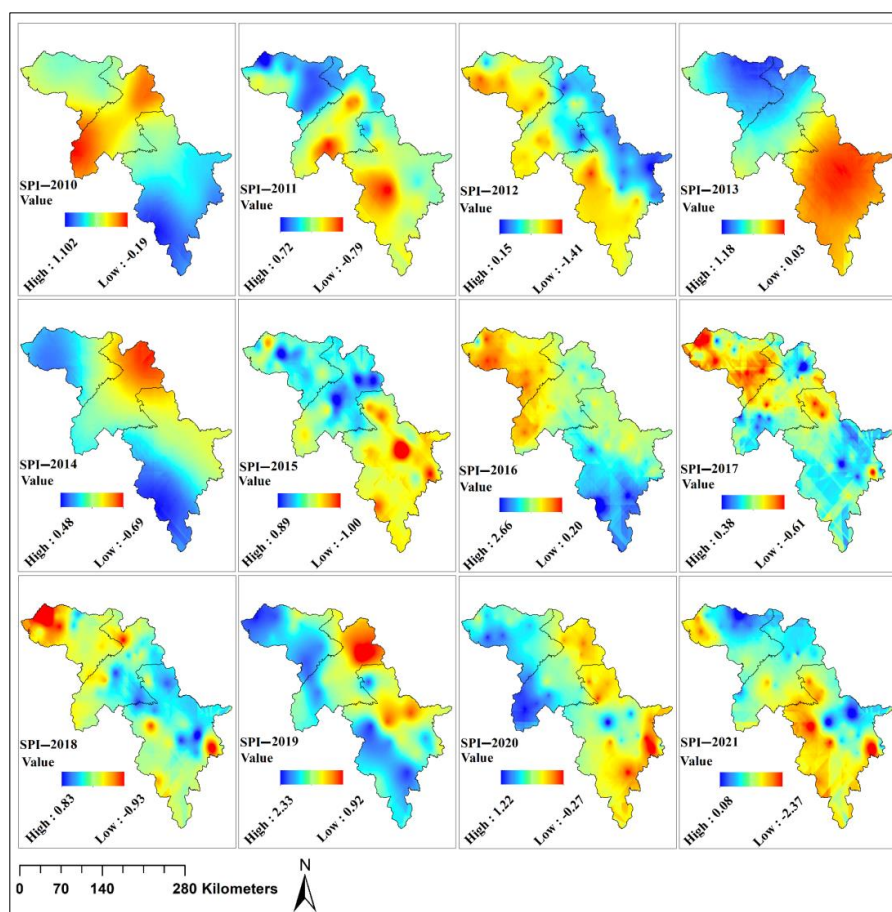 SPI—2010
Value
High : 1.102
Low : -0.19
SPI—2011
Value
High : 0.72
Low : -0.79
SPI—2012
Value
High : 0.15
Low : -1.41
SPI—2013
Value
High : 1.18
Low : 0.03
SPI—2014
Value
High : 0.48
Low : -0.69
SPI—2015
Value
High : 0.89
Low : -1.00
SPI—2016
Value
High : 2.66
Low : 0.20
SPI—2017
Value
High : 0.38
Low : -0.61
SPI—2018
Value
High : 0.83
Low : -0.93
SPI—2019
Value
High : 2.33
Low : 0.92
SPI—2020
Value
High : 1.22
Low : -0.27
SPI—2021
Value
High : 0.08
Low : -2.37
0 70 140 280 Kilometers
N